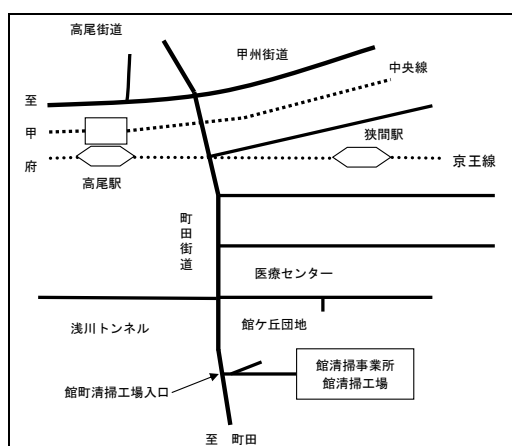 高尾街道
甲州街道
中央線
至
甲
府
狭間駅
京王線
高尾駅
町田街道
医療センター
浅川トンネル
館ケ丘団地
館清掃事業所
館清掃工場
館町清掃工場入口
至 町田